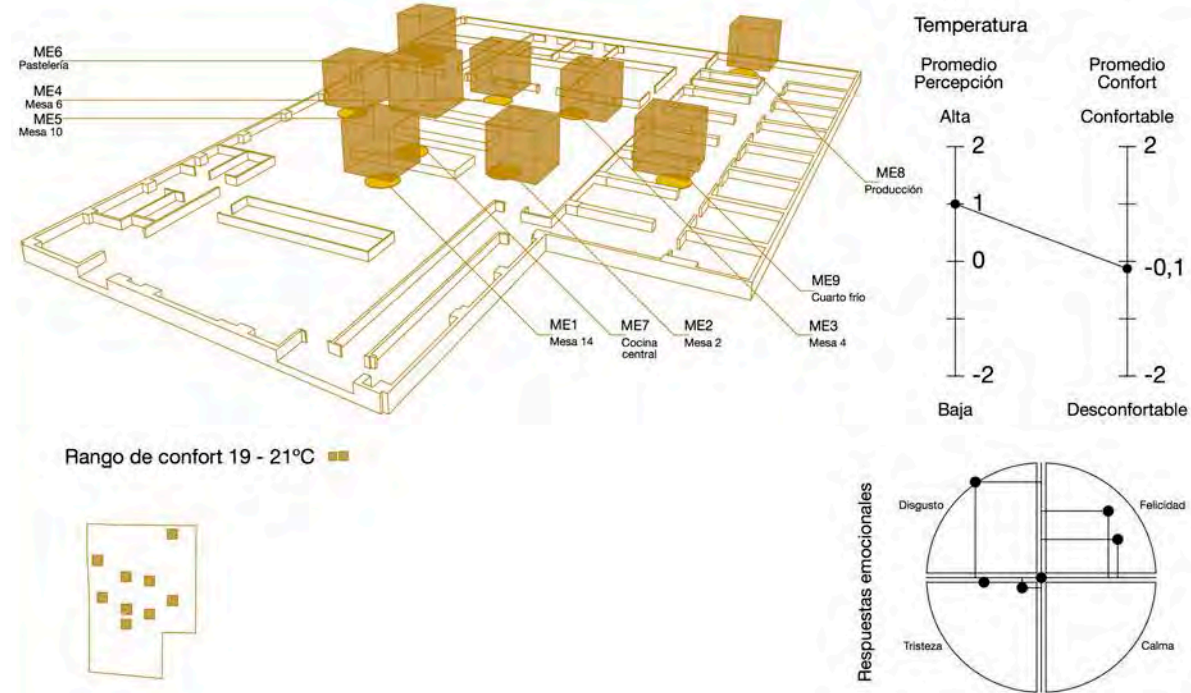 ME6
Pastelería
ME4
Mesa 6
ME5
Mesa 10
ME1
Mesa 14
ME7
Cocina
central
ME2
Mesa 2
ME3
Mesa 4
ME9
Cuarto frío
ME8
Producción
Temperatura
Promedio
Percepción
Alta
2
1
0
-2
Baja
Promedio
Confort
Confortable
2
-0,1
-2
Desconfortable
Rango de confort 19 - 21ºC
Respuestas emocionales
Disgusto
Felicidad
Tristeza
Calma